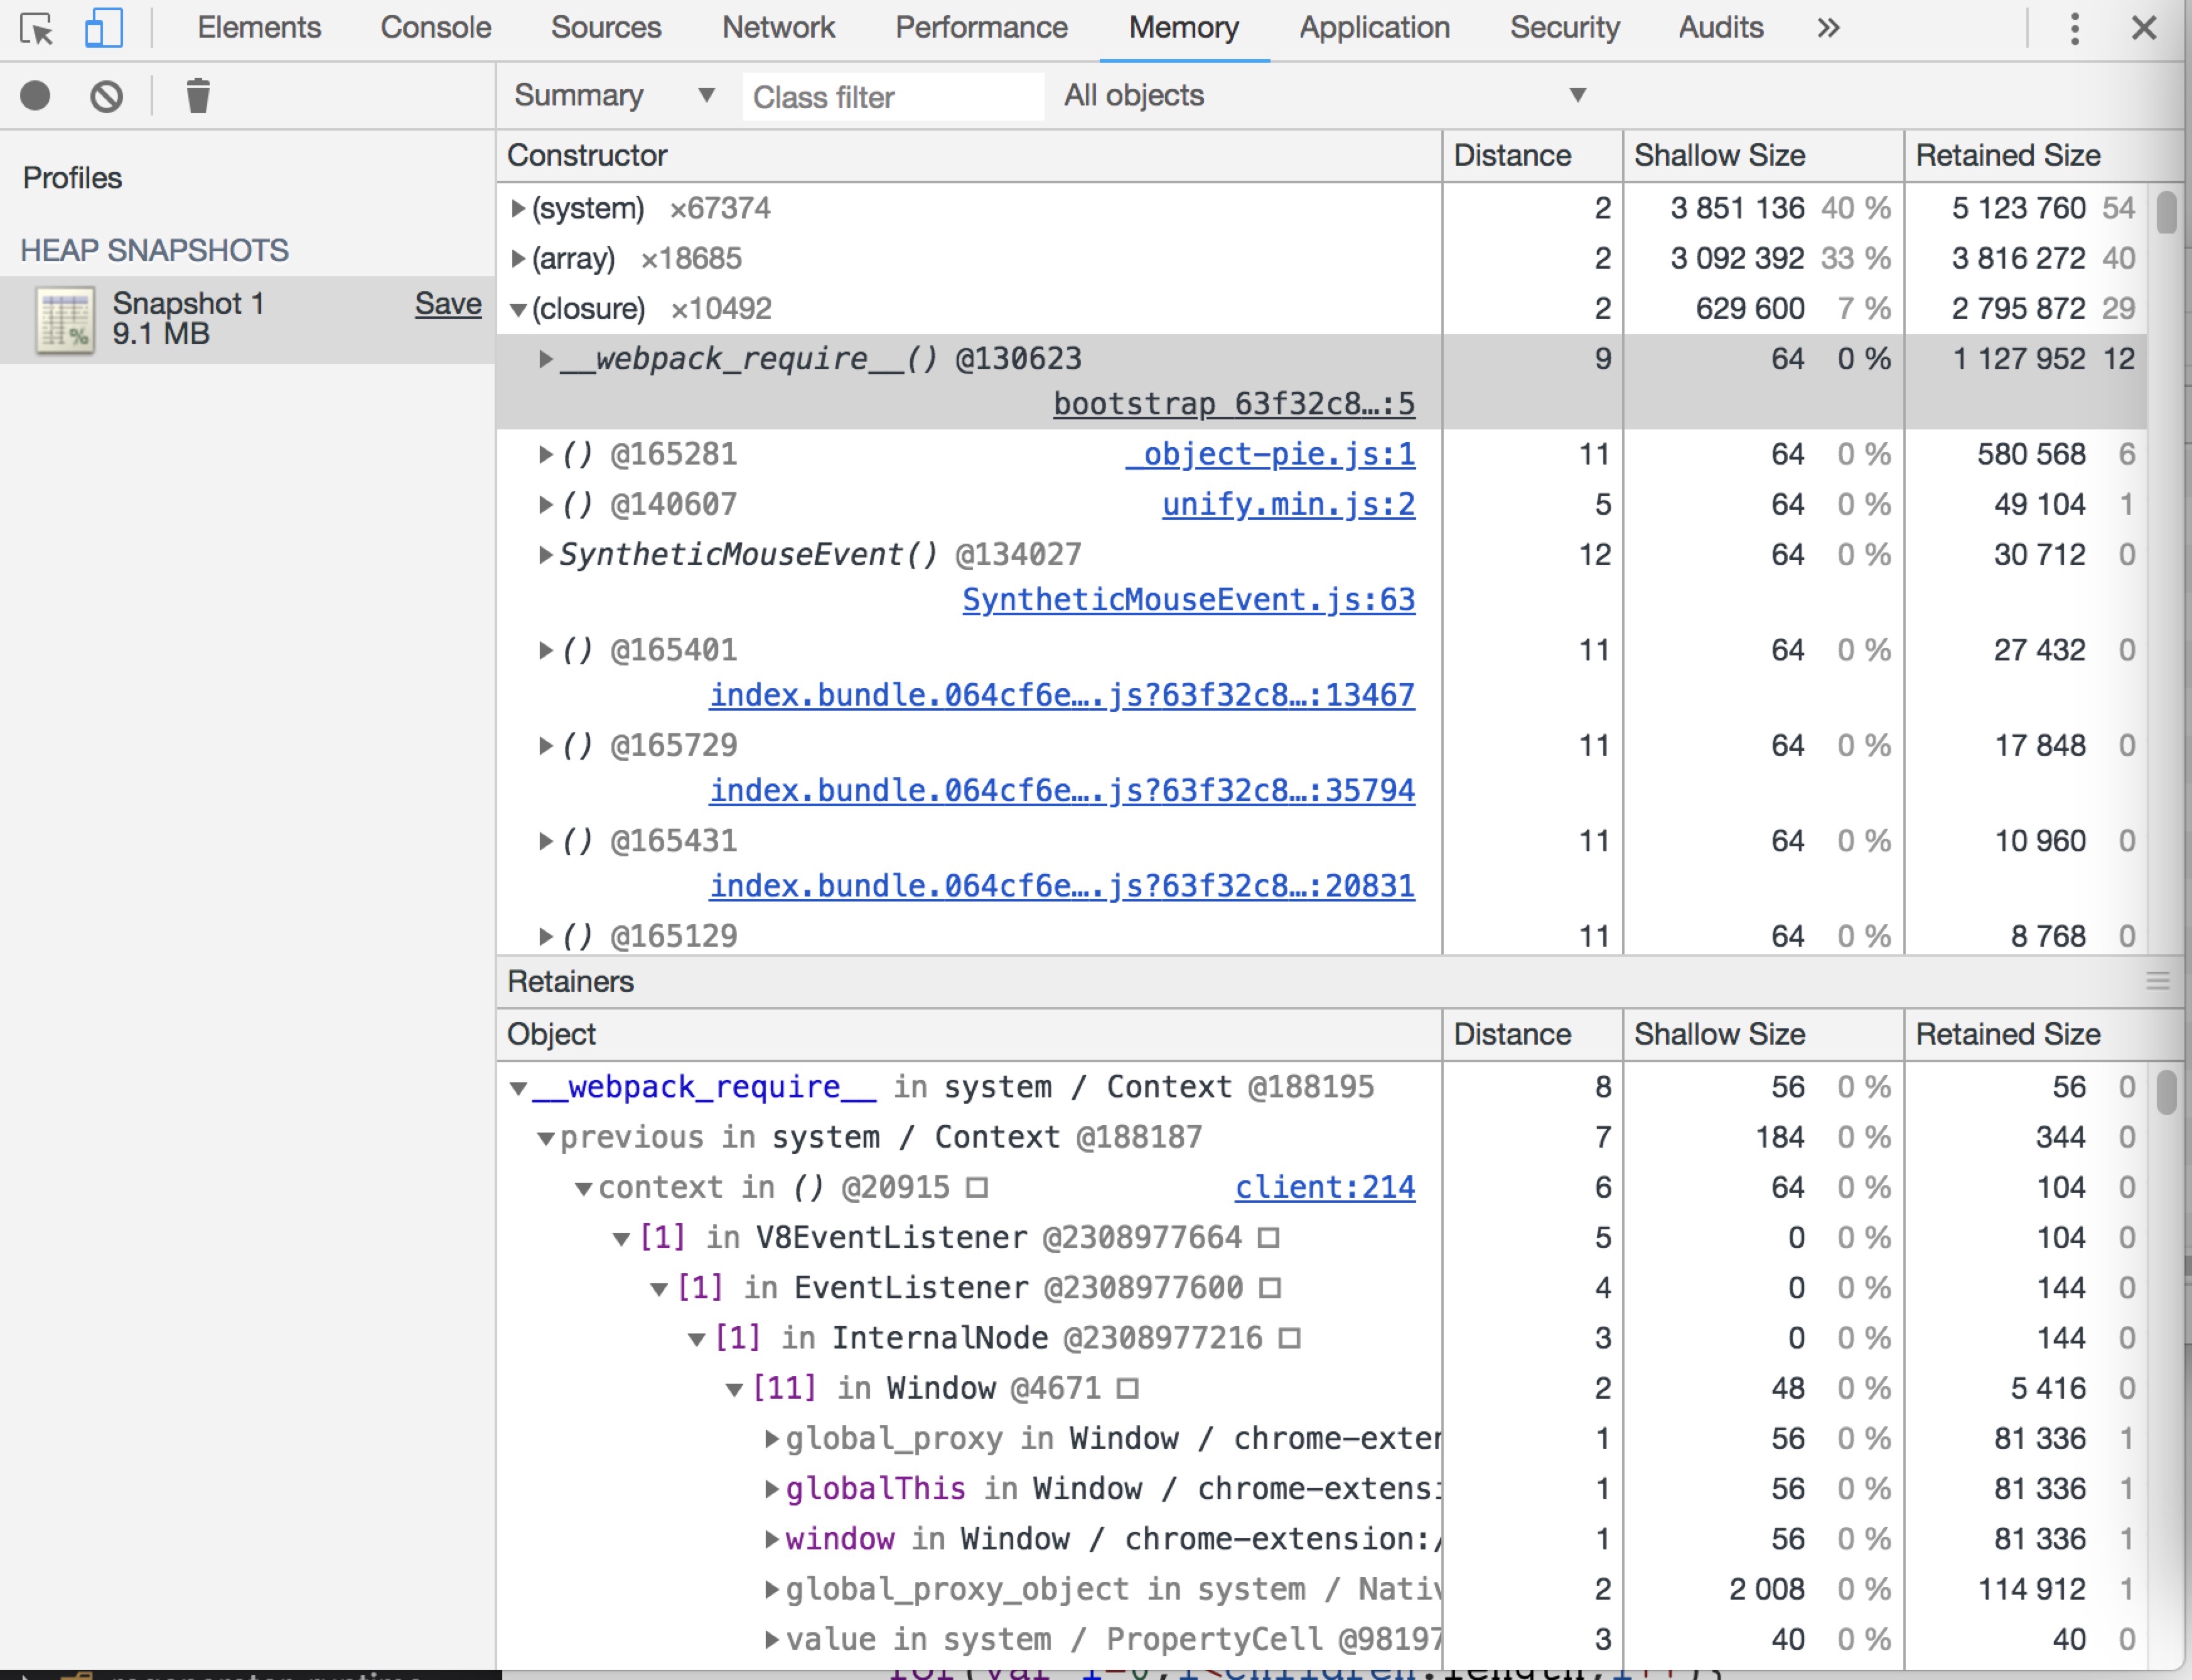 Elements Console Sources Network Performance Memory Application Security Audits »
Summary ▼ Class filter All objects ▼
Profiles
HEAP SNAPSHOTS
Snapshot 1 Save
9.1 MB
Constructor Distance Shallow Size Retained Size
▶(system) ×67374 2 3 851 136 40 % 5 123 760 54
▶(array) ×18685 2 3 092 392 33 % 3 816 272 40
▼(closure) ×10492 2 629 600 7 % 2 795 872 29
▶__webpack_require__() @130623 9 64 0 % 1 127 952 12
bootstrap 63f32c8…:5
▶() @165281 _object-pie.js:1 11 64 0 % 580 568 6
▶() @140607 unify.min.js:2 5 64 0 % 49 104 1
▶SyntheticMouseEvent() @134027 12 64 0 % 30 712 0
SyntheticMouseEvent.js:63
▶() @165401 11 64 0 % 27 432 0
index.bundle.064cf6e….js?63f32c8…:13467
▶() @165729 11 64 0 % 17 848 0
index.bundle.064cf6e….js?63f32c8…:35794
▶() @165431 11 64 0 % 10 960 0
index.bundle.064cf6e….js?63f32c8…:20831
▶() @165129 11 64 0 % 8 768 0
Retainers
Object Distance Shallow Size Retained Size
▼__webpack_require__ in system / Context @188195 8 56 0 % 56 0
▼previous in system / Context @188187 7 184 0 % 344 0
▼context in () @20915 □ client:214 6 64 0 % 104 0
▼[1] in V8EventListener @2308977664 □ 5 0 0 % 104 0
▼[1] in EventListener @2308977600 □ 4 0 0 % 144 0
▼[1] in InternalNode @2308977216 □ 3 0 0 % 144 0
▼[11] in Window @4671 □ 2 48 0 % 5 416 0
▶global_proxy in Window / chrome-exter 1 56 0 % 81 336 1
▶globalThis in Window / chrome-extens 1 56 0 % 81 336 1
▶window in Window / chrome-extension:/ 1 56 0 % 81 336 1
▶global_proxy_object in system / Nativ 2 2 008 0 % 114 912 1
▶value in system / PropertyCell @98197 3 40 0 % 40 0